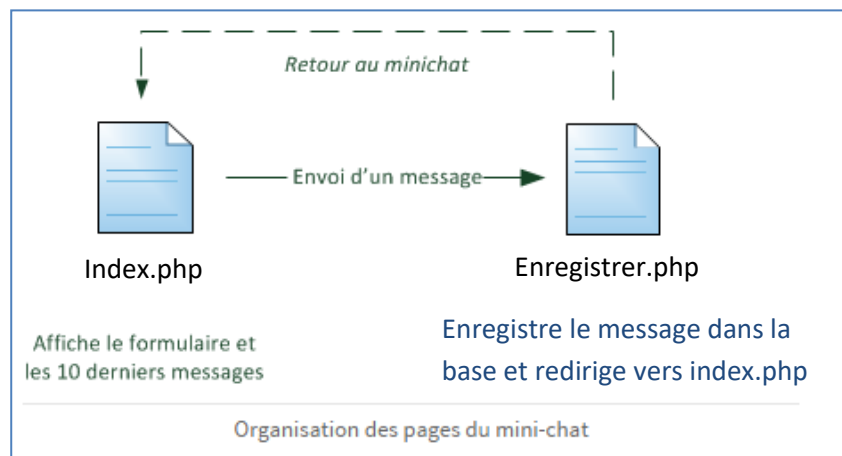 Retour au minichat
Envoi d'un message
Index.php
Enregistrer.php
Affiche le formulaire et
les 10 derniers messages
Enregistre le message dans la
base et redirige vers index.php
Organisation des pages du mini-chat